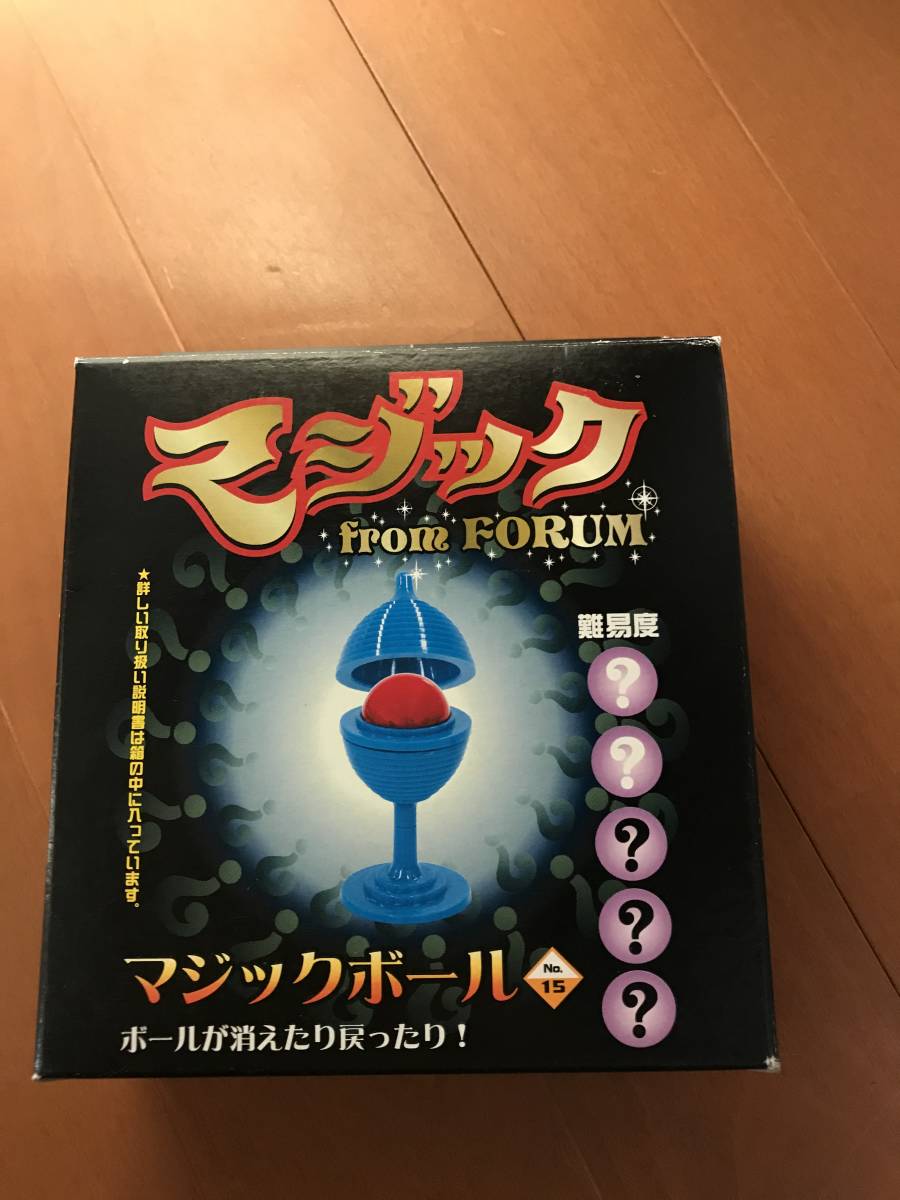 マジック
from FORUM
★詳しい取り扱い説明書は箱の中に入っています。
難易度
?
?
?
?
?
マジックボール
No.
15
ボールが消えたり戻ったり！